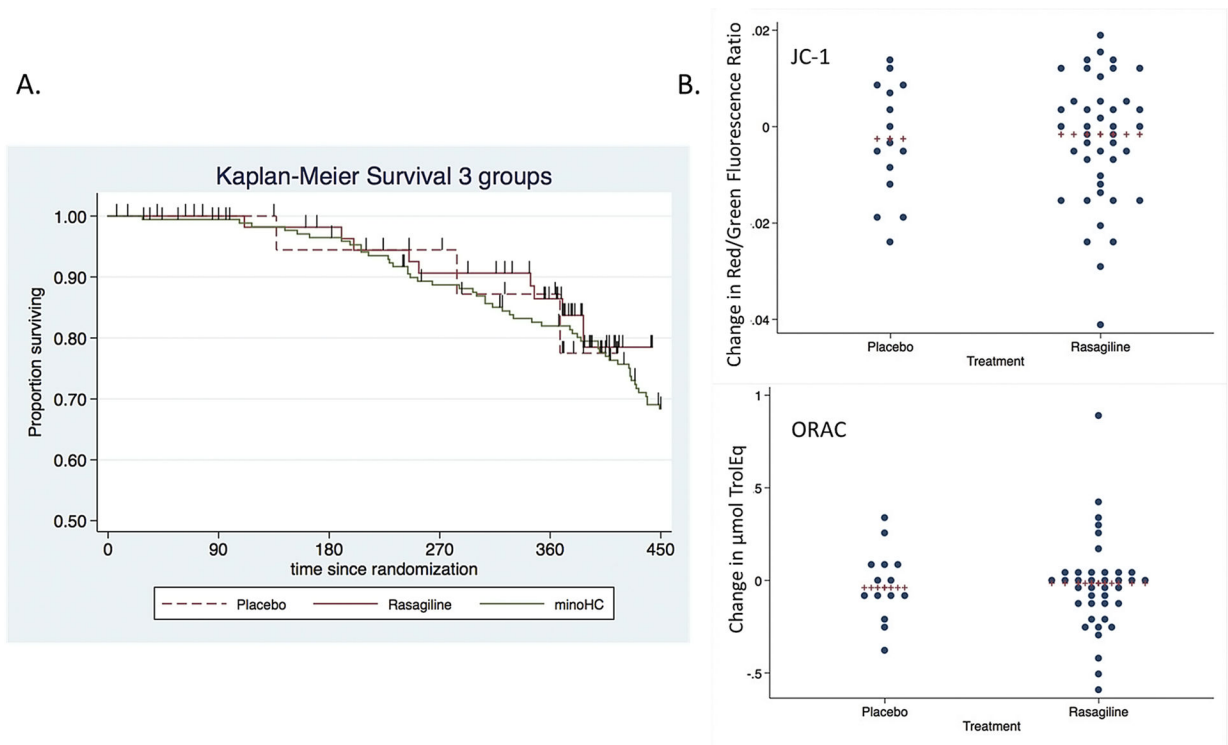 A.
Kaplan-Meier Survival 3 groups
Proportion surviving
1.00
0.90
0.80
0.70
0.60
0.50
0 90 180 270 360 450
time since randomization
Placebo Rasagiline minoHC
B.
JC-1
Change in Red/Green Fluorescence Ratio
.02
0
.02
.04
Placebo Rasagiline
Treatment
ORAC
Change in µmol TrolEq
1
.5
0
-.5
Placebo Rasagiline
Treatment